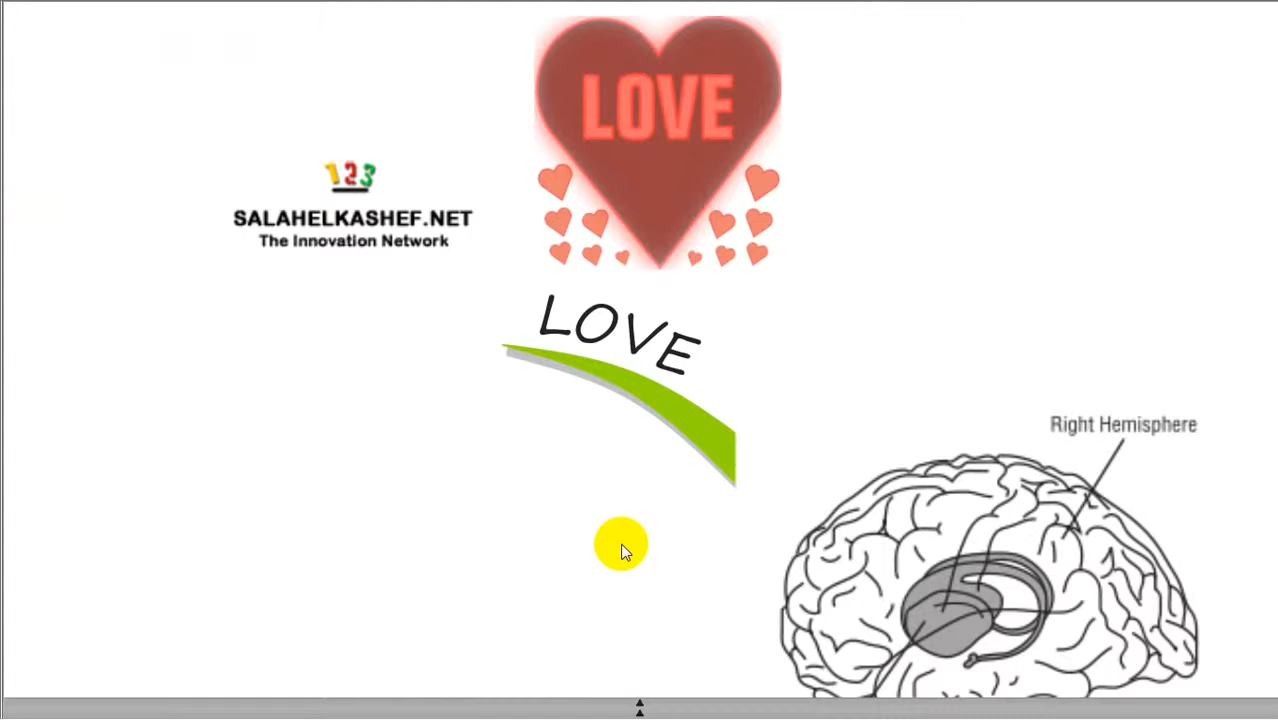 LOVE
123
SALAHELKASHEF.NET
The Innovation Network
LOVE
Right Hemisphere